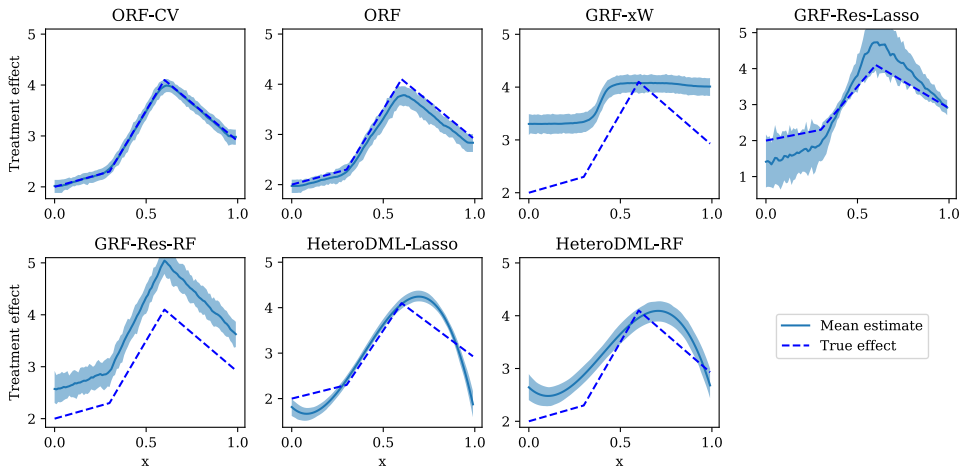 ORF-CV
ORF
GRF-xW
GRF-Res-Lasso
Treatment effect
5
4
3
2
0.0 0.5 1.0
5
4
3
2
0.0 0.5 1.0
5
4
3
2
0.0 0.5 1.0
5
4
3
2
1
0.0 0.5 1.0
GRF-Res-RF
HeteroDML-Lasso
HeteroDML-RF
Treatment effect
5
4
3
2
0.0 0.5 1.0
x
5
4
3
2
1
0.0 0.5 1.0
x
5
4
3
2
0.0 0.5 1.0
x
Mean estimate
True effect